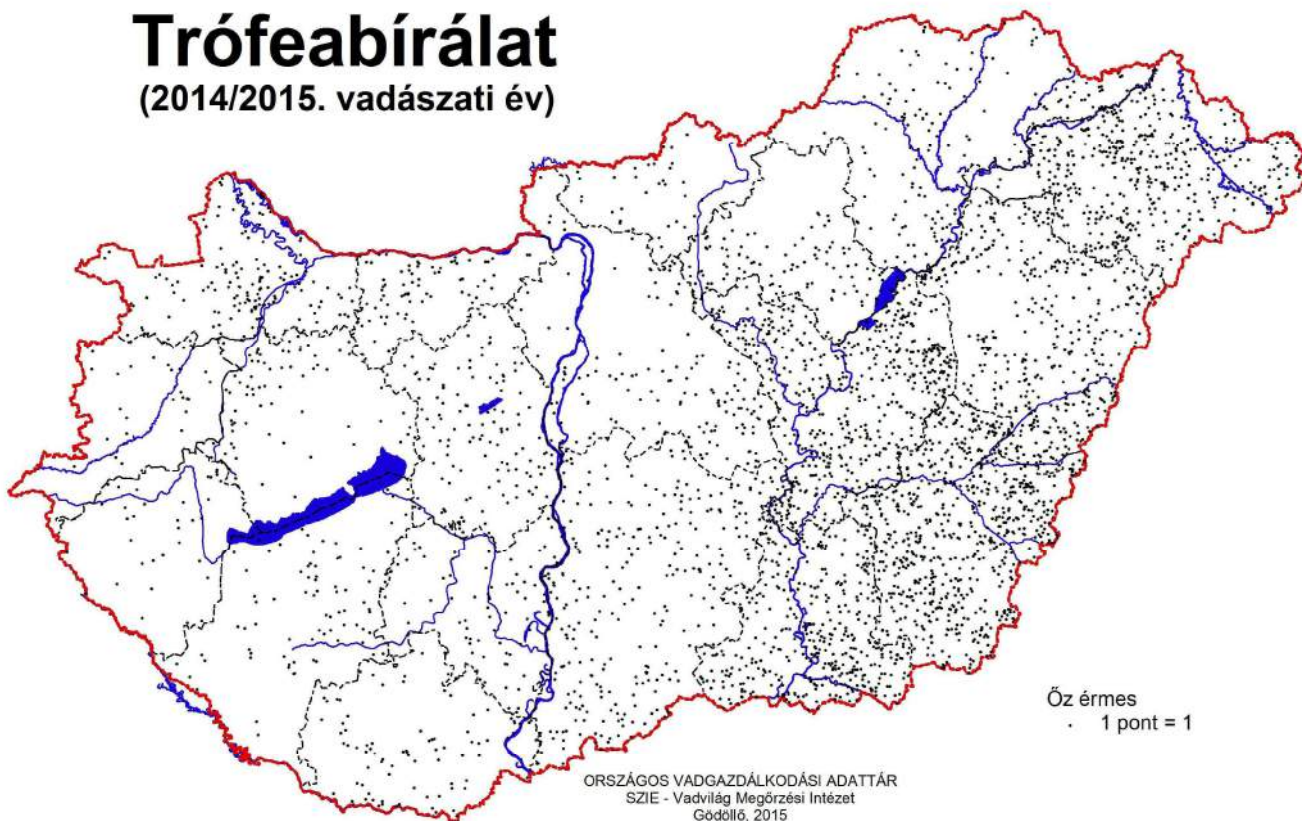 Trófeabírálat
(2014/2015. vadászati év)
Őz érmes
. 1 pont = 1
ORSZÁGOS VADGAZDÁLKODÁSI ADATTÁR
SZIE - Vadvilág Megőrzési Intézet
Gödöllő, 2015